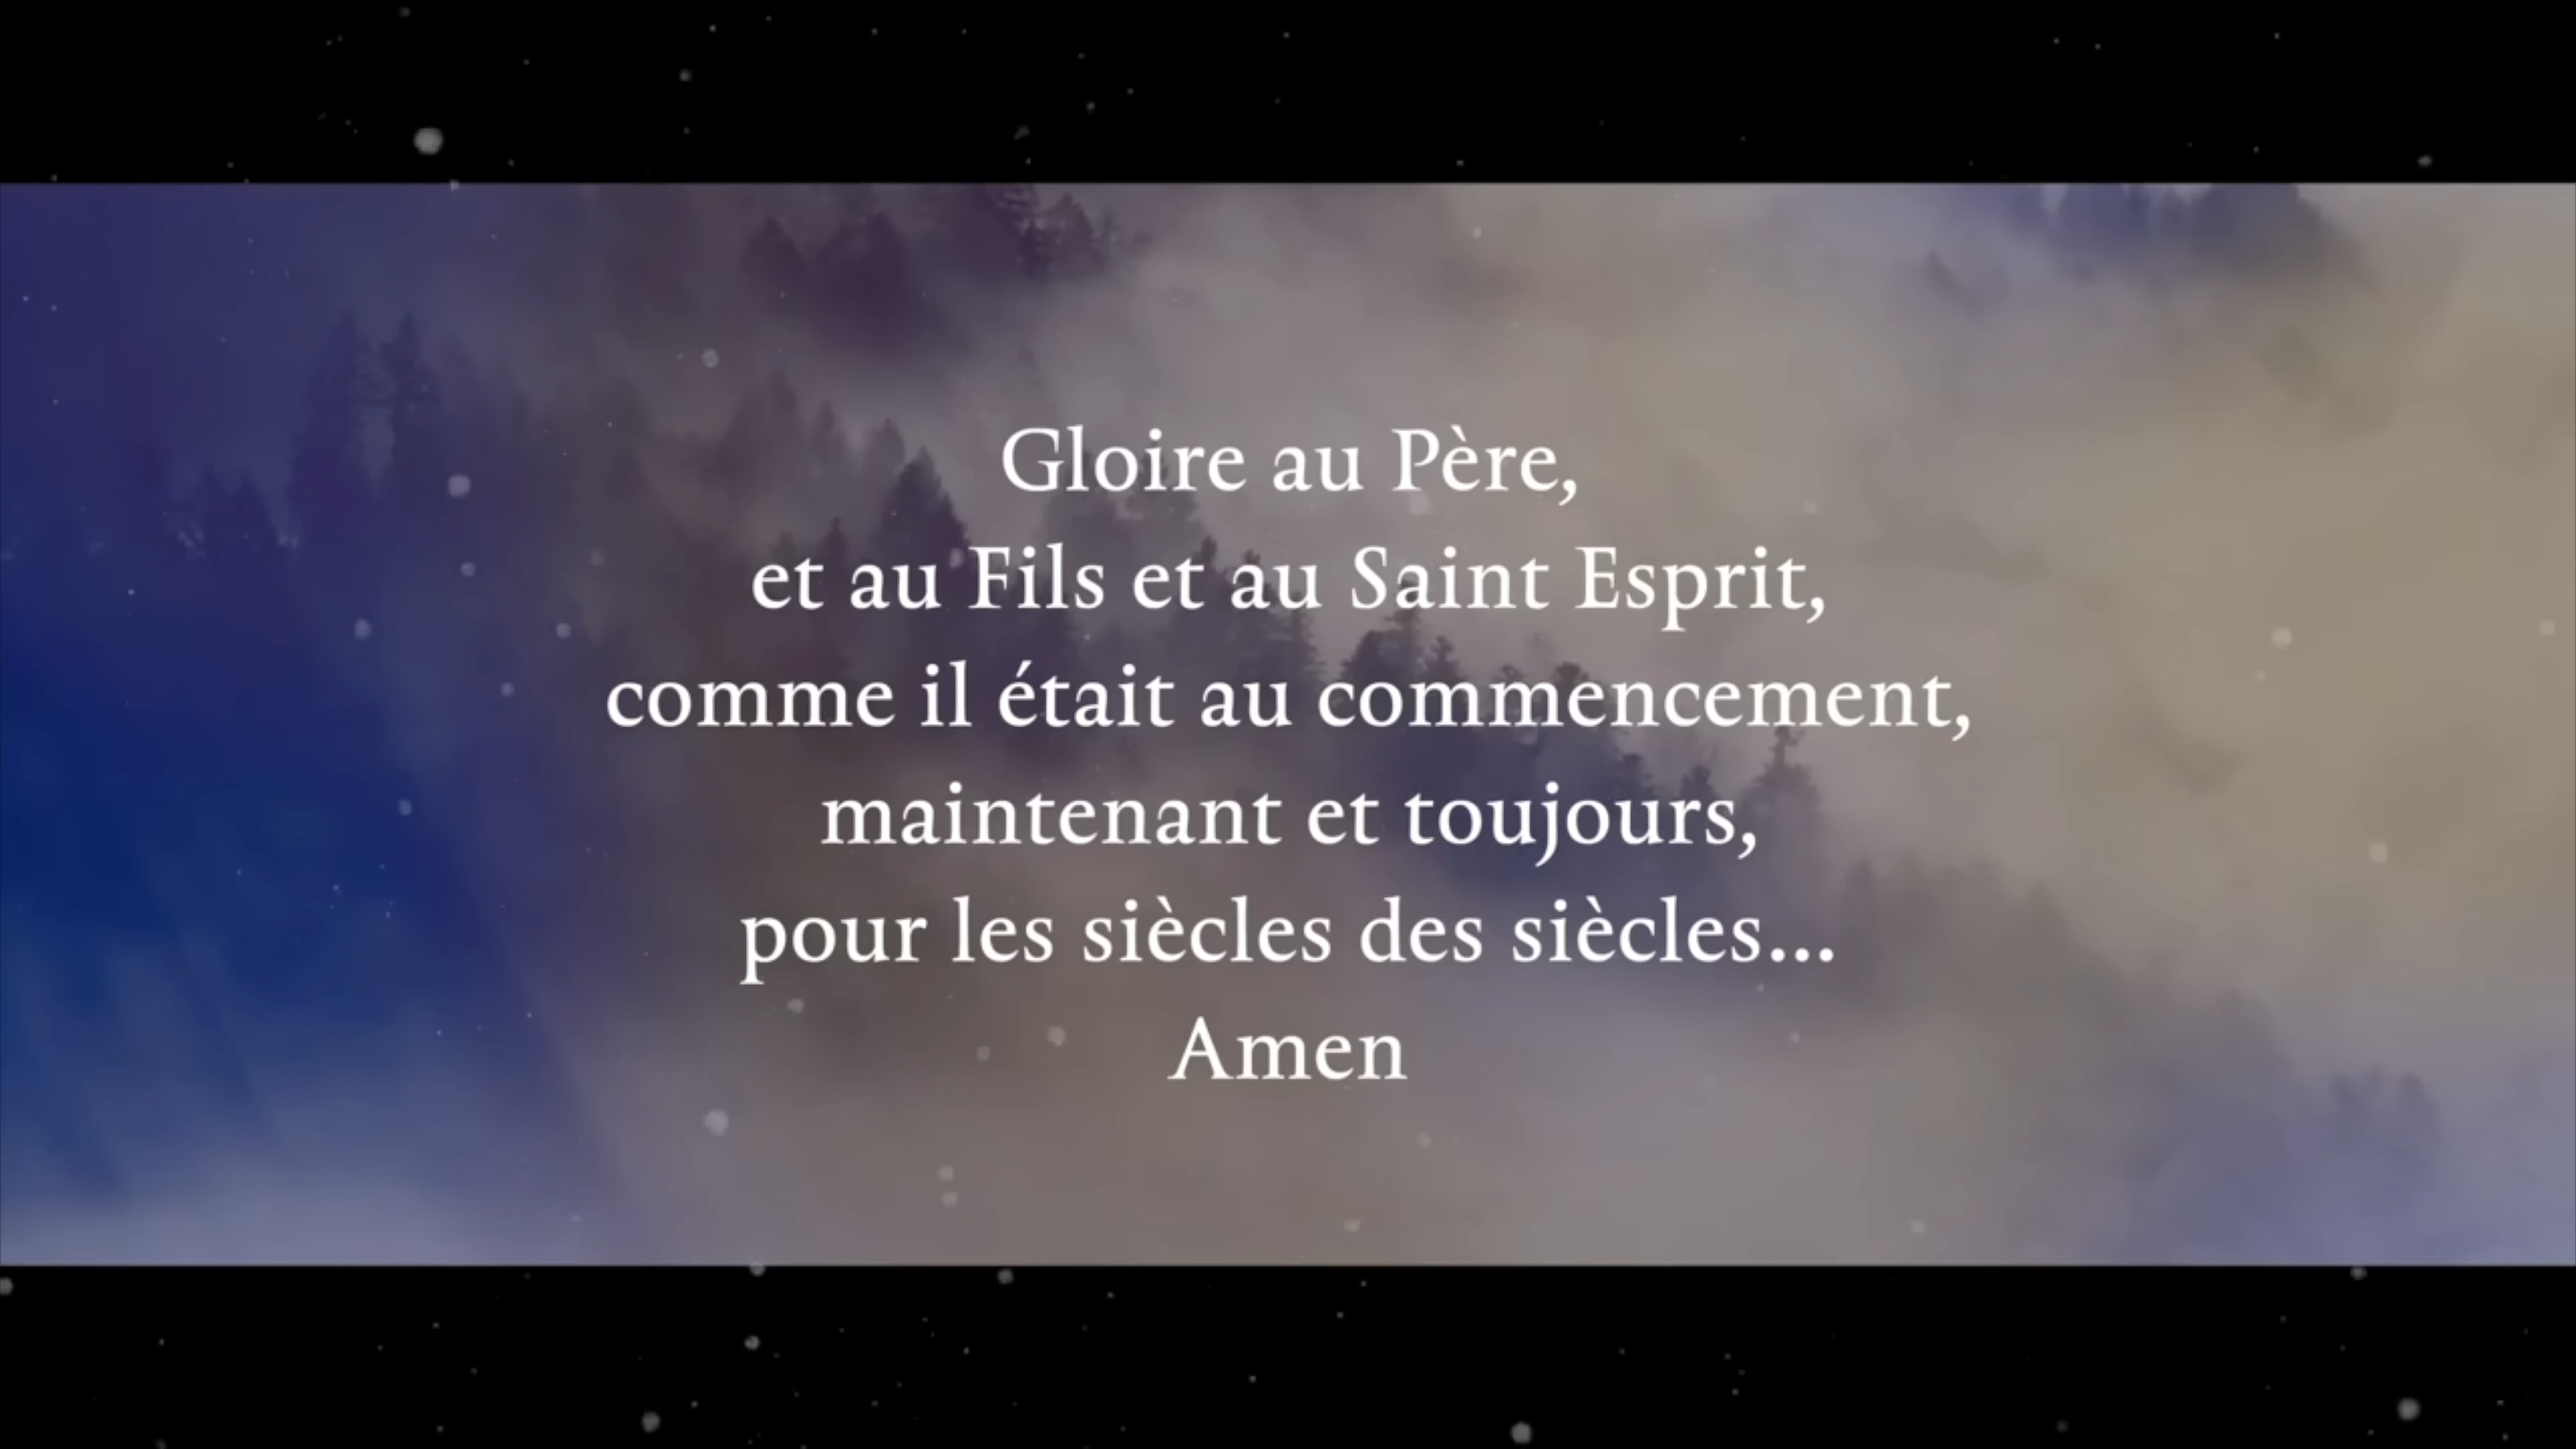 Gloire au Père,
et au Fils et au Saint Esprit,
comme il était au commencement,
maintenant et toujours,
pour les siècles des siècles...
Amen